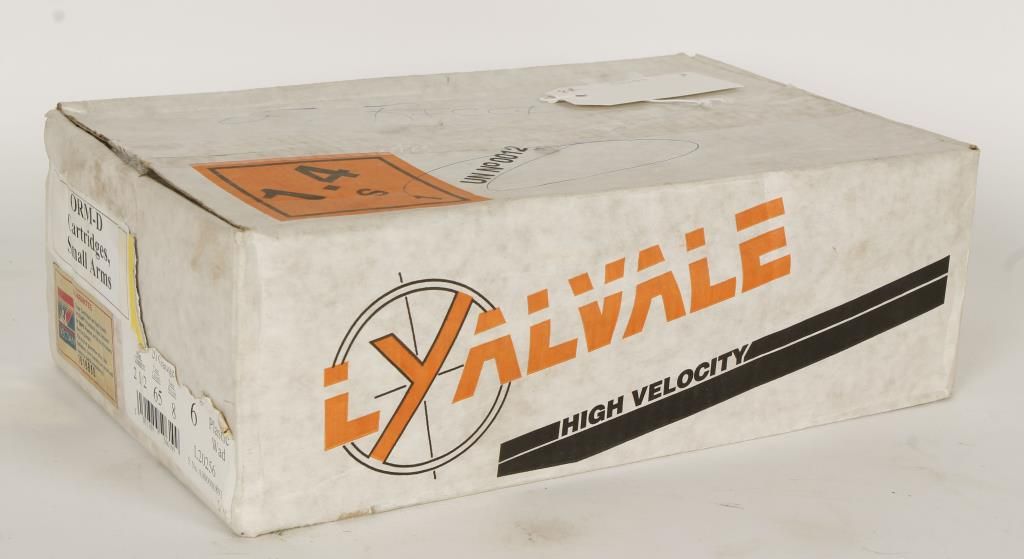 1.4
S
UN Nº 0012
ORM-D
Cartridges,
Small Arms
2 1/2
65
8
6
Plastic
Wad
L20256
LYALVALE
HIGH VELOCITY